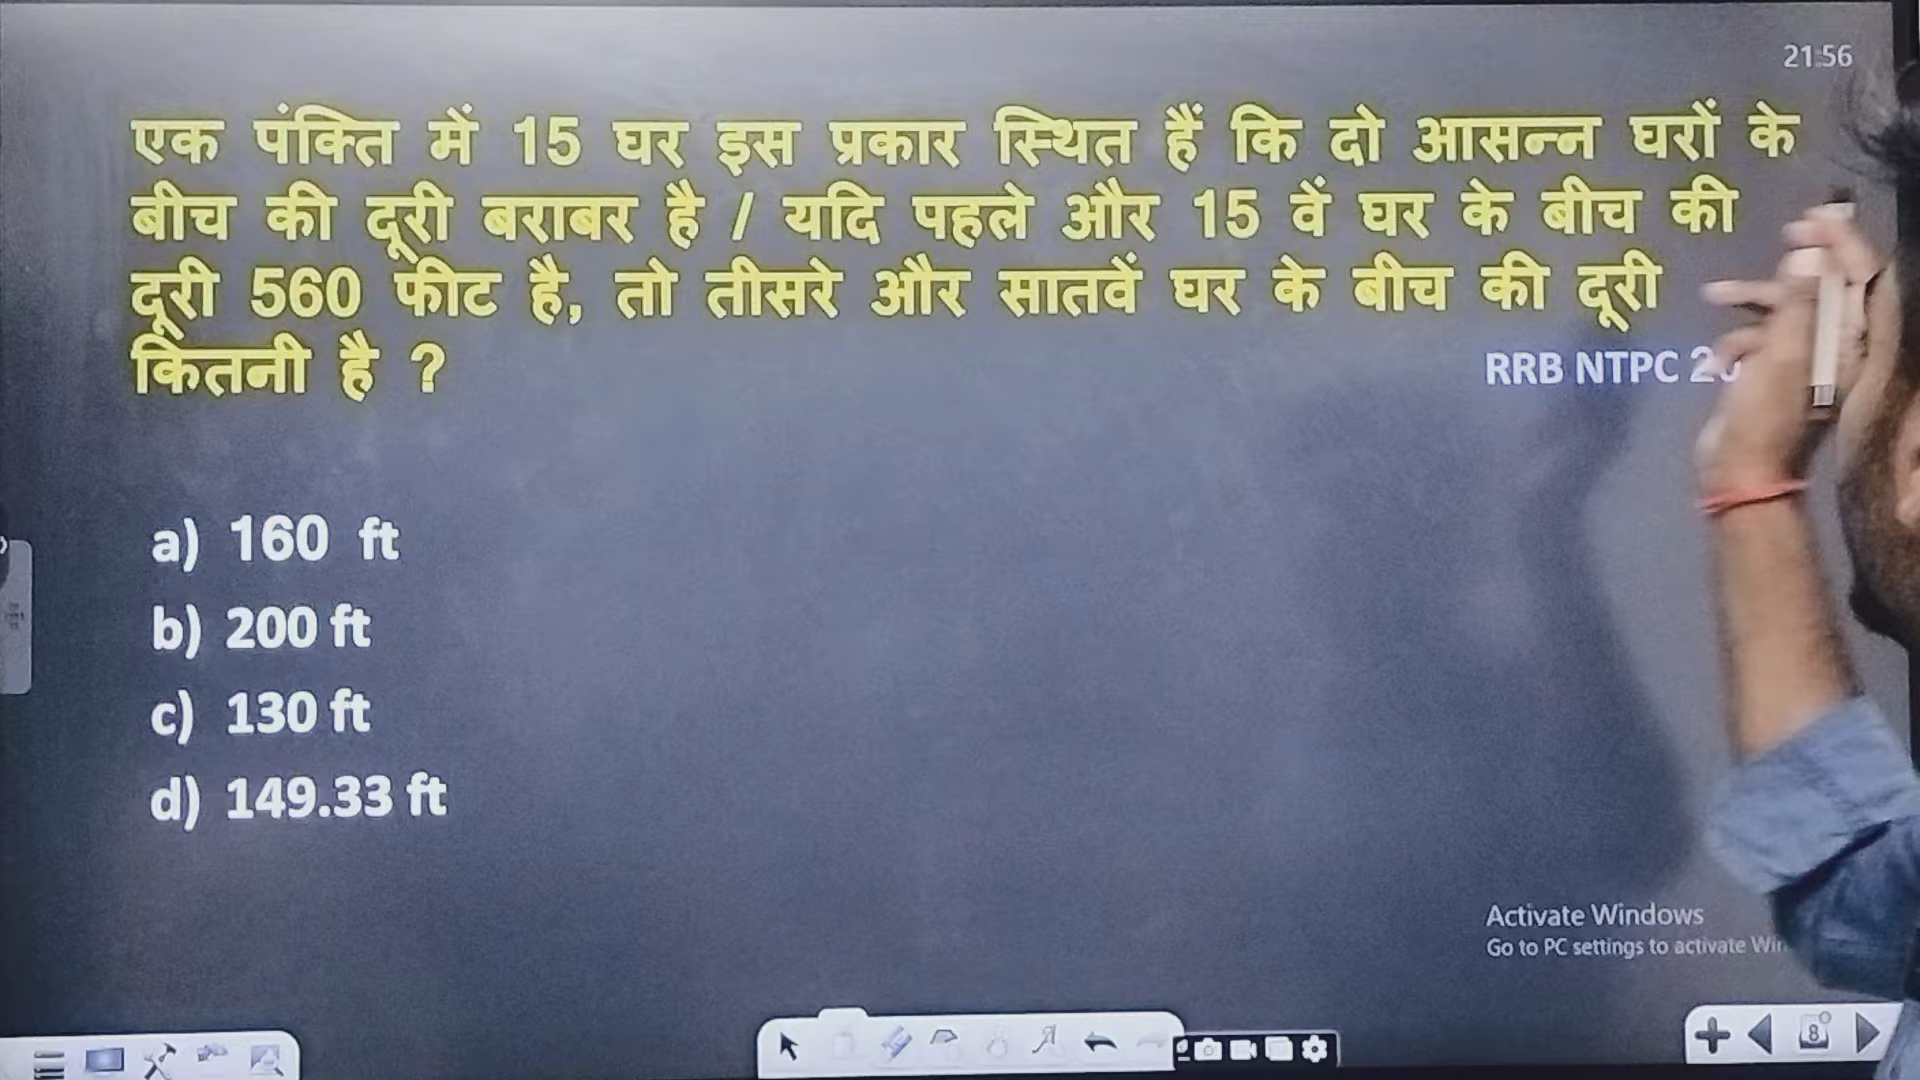 21:56
एक पंक्ति में 15 घर इस प्रकार स्थित हैं कि दो आसन्न घरों के
बीच की दूरी बराबर है / यदि पहले और 15 वें घर के बीच की
दूरी 560 फीट है, तो तीसरे और सातवें घर के बीच की दूरी
कितनी है ?
RRB NTPC
a) 160 ft
b) 200 ft
c) 130 ft
d) 149.33 ft
Activate Windows
Go to PC settings to activate
8